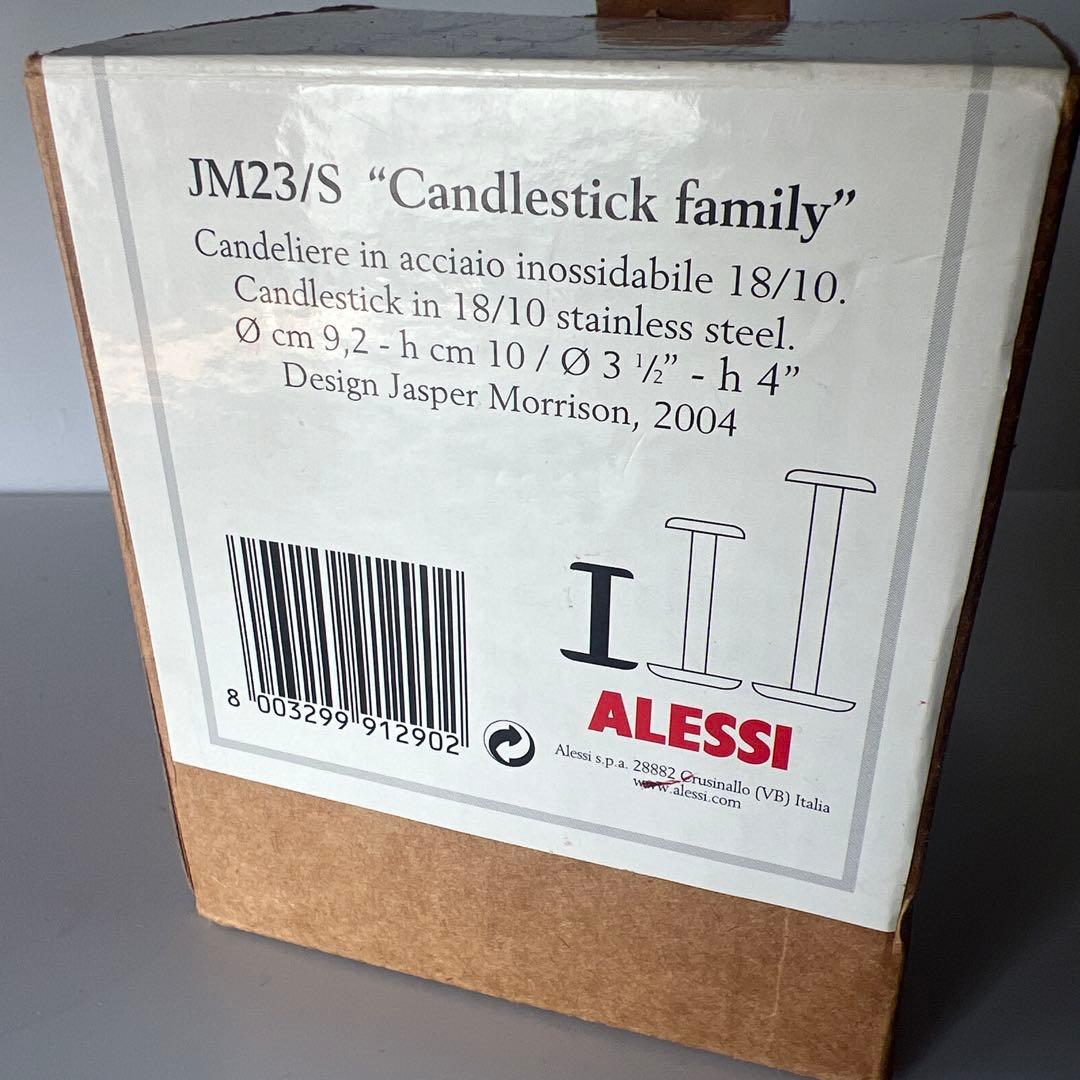 JM23/S “Candlestick family”
Candeliere in acciaio inossidabile 18/10.
Candlestick in 18/10 stainless steel.
Ø cm 9,2 - h cm 10 / Ø 3 ½” - h 4”
Design Jasper Morrison, 2004
8 003299 912902
ALESSI
Alessi s.p.a. 28882 Crusinallo (VB) Italia
www.alessi.com